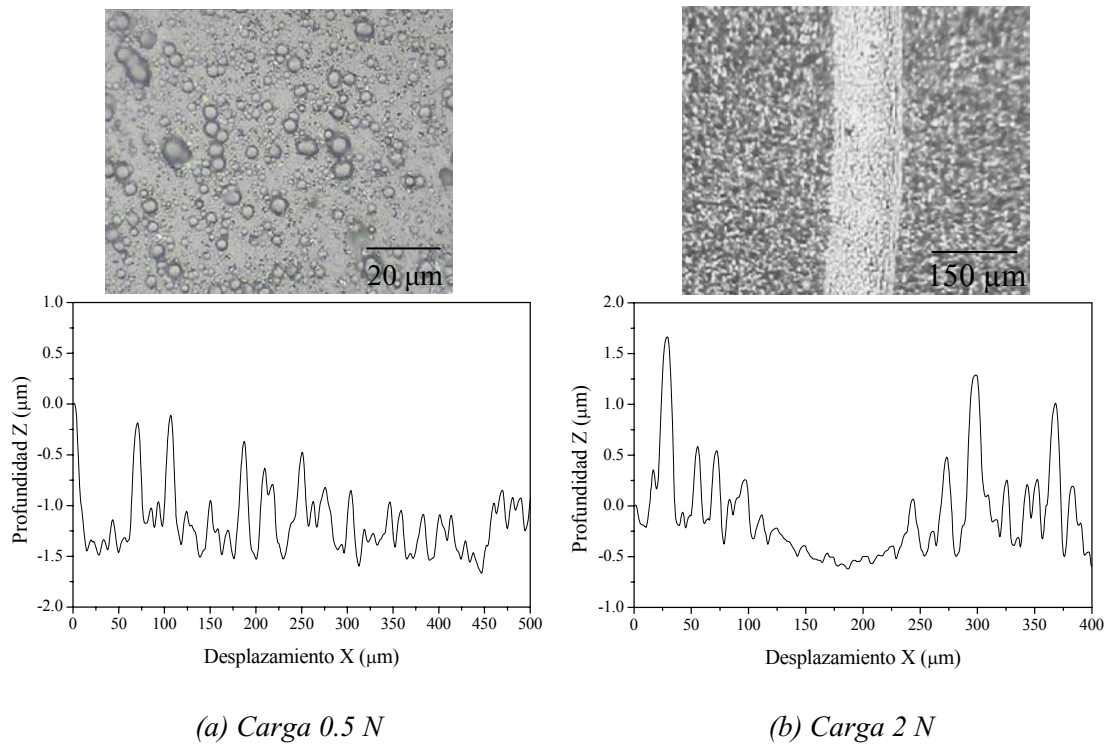 20 µm
150 µm
1.0
0.5
0.0
-0.5
-1.0
-1.5
-2.0
Profundidad Z (µm)
0 50 100 150 200 250 300 350 400 450 500
Desplazamiento X (µm)
2.0
1.5
1.0
0.5
0.0
-0.5
-1.0
Profundidad Z (µm)
0 50 100 150 200 250 300 350 400
Desplazamiento X (µm)
(a) Carga 0.5 N
(b) Carga 2 N